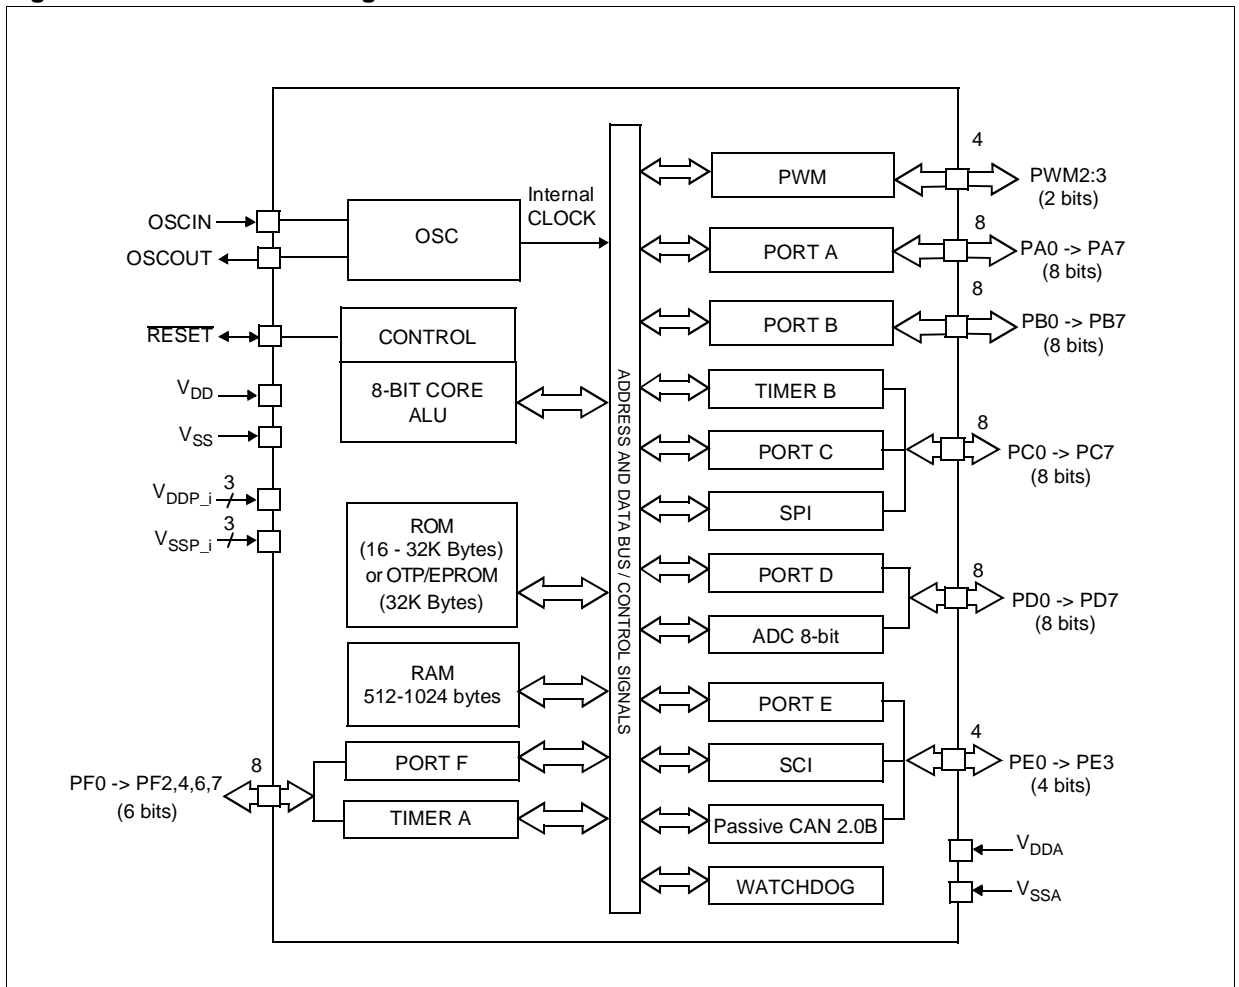 4
PWM
PWM2:3
(2 bits)
Internal
CLOCK
OSCIN
OSC
OSCOUT
8
PORT A
PA0 -> PA7
(8 bits)
8
PORT B
PB0 -> PB7
(8 bits)
RESET
CONTROL
8-BIT CORE
ALU
VDD
VSS
VDDP_i
3
VSSP_i
3
ADDRESS AND DATA BUS / CONTROL SIGNALS
TIMER B
PORT C
SPI
8
PC0 -> PC7
(8 bits)
ROM
(16 - 32K Bytes)
or OTP/EPROM
(32K Bytes)
PORT D
ADC 8-bit
8
PD0 -> PD7
(8 bits)
RAM
512-1024 bytes
PORT E
SCI
Passive CAN 2.0B
4
PE0 -> PE3
(4 bits)
PORT F
TIMER A
8
PF0 -> PF2,4,6,7
(6 bits)
WATCHDOG
VDDA
VSSA